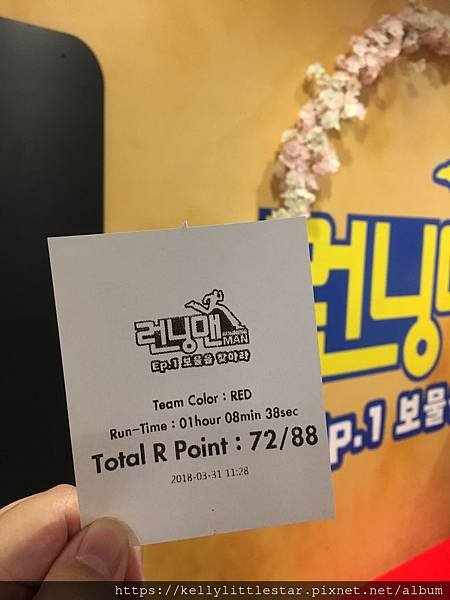 런닝맨
RUNNING
MAN
Ep.1 보물을 찾아라
Team Color : RED
Run-Time : 01hour 08min 38sec
Total R Point : 72/88
2018-03-31 11:28
런닝
Ep.1 보물
https://kellylittlestar.pixnet.net/album